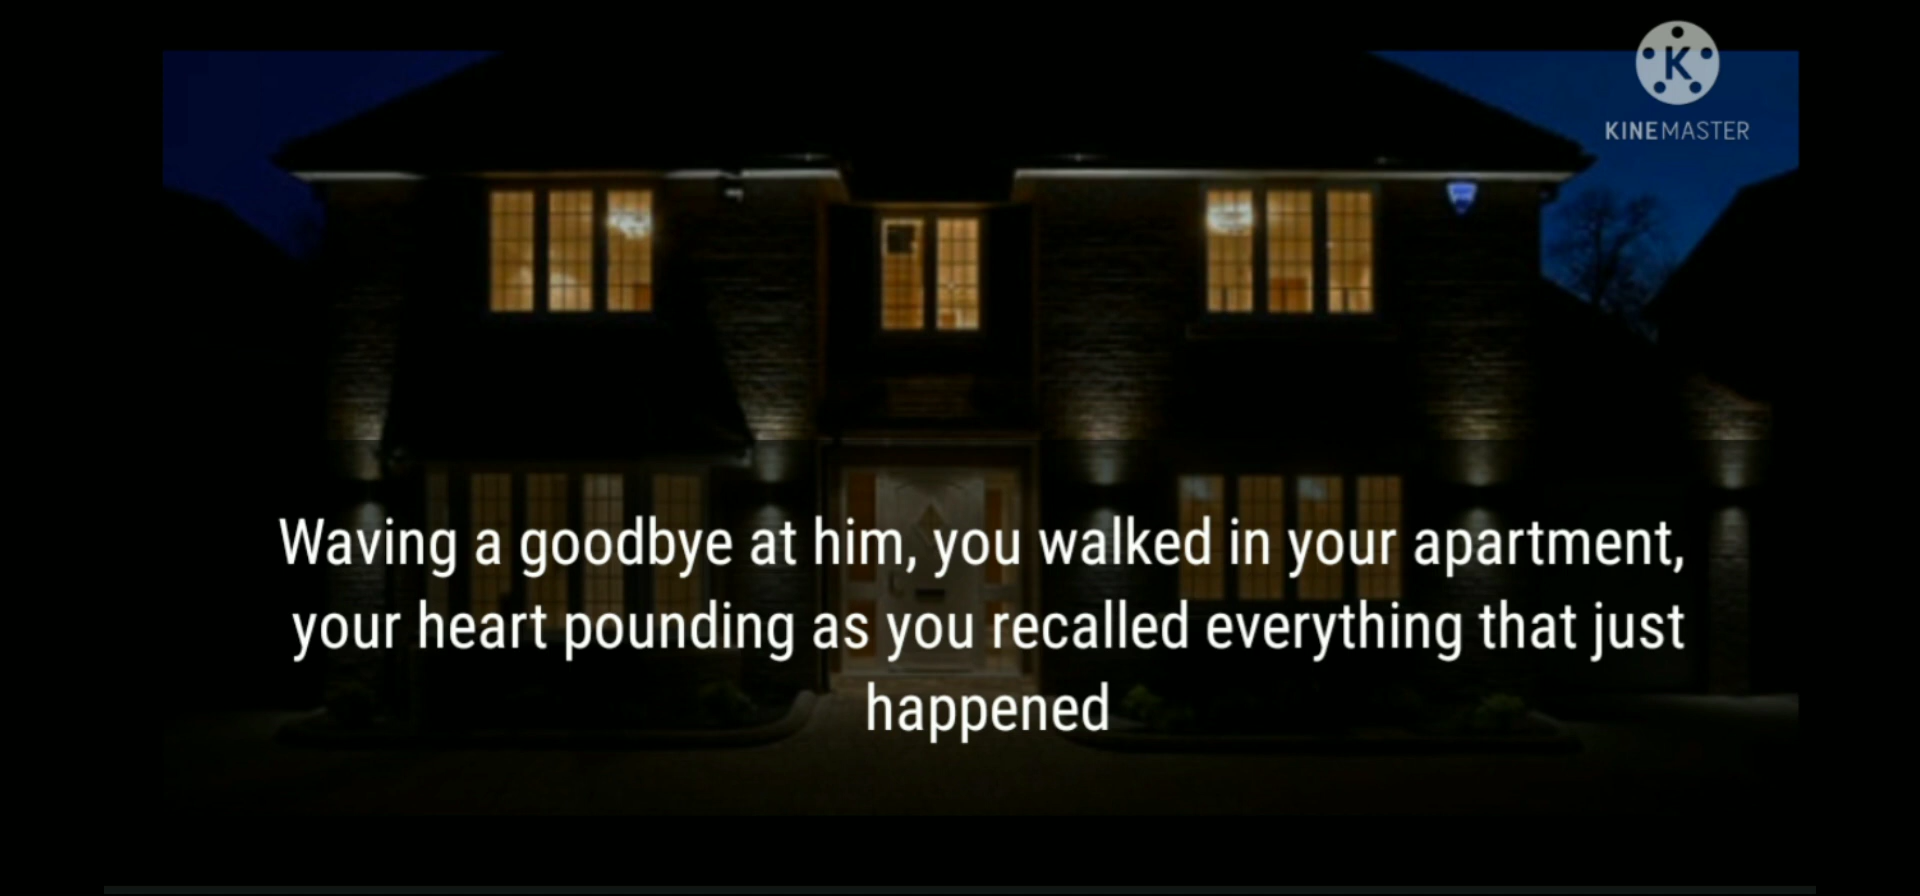 K
KINEMASTER
Waving a goodbye at him, you walked in your apartment,
your heart pounding as you recalled everything that just
happened